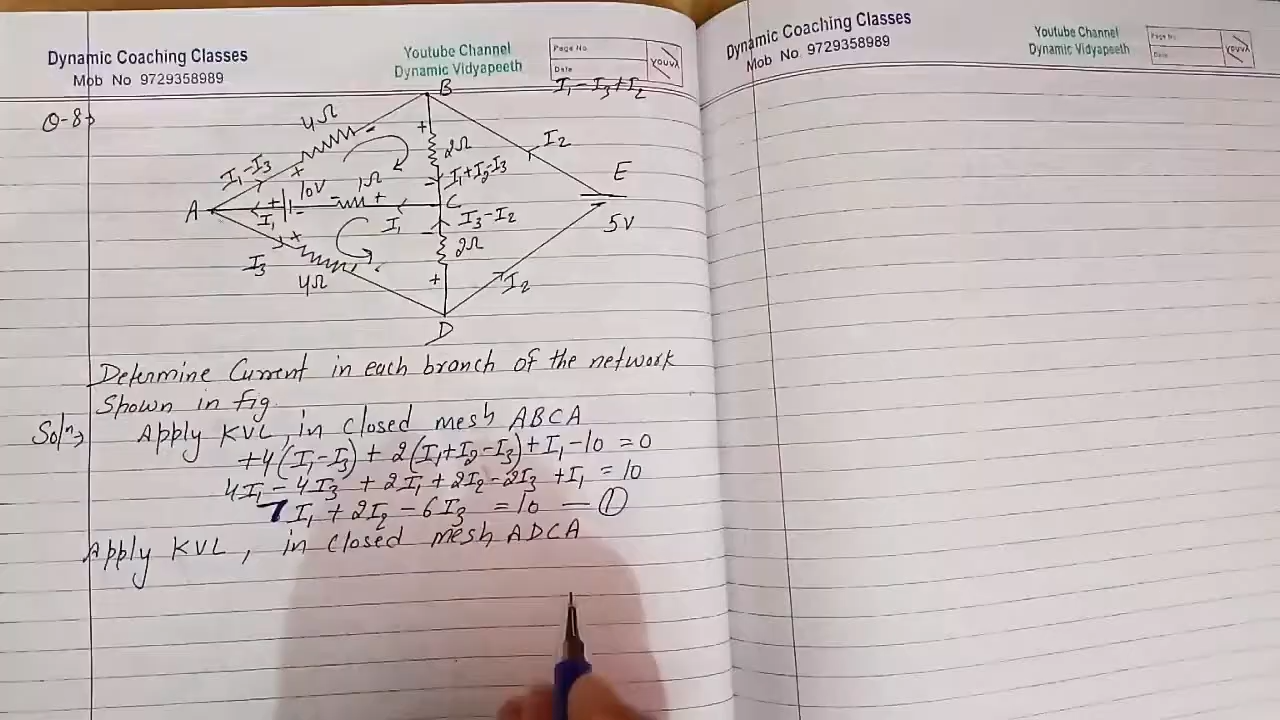 Dynamic Coaching Classes
Mob No 9729358989
Youtube Channel
Dynamic Vidyapeeth
Page No
Date
YOUVA
Dynamic Coaching Classes
Mob No. 9729358989
Youtube Channel
Dynamic Vidyapeeth
Page No
Date
YOUVA
Q-8⇒
B
I₁-I₃+I₂
4Ω
+
2Ω
I₂
I₁-I₃
+
-
I₁+I₂-I₃
E
10V
1Ω
A
+
-
-
+
C
I₁
I₁
I₃-I₂
5V
+
I₃
2Ω
4Ω
+
I₂
D
Determine Current in each branch of the network
Shown in fig.
Solⁿ⇒ Apply KVL, in closed mesh ABCA
+4(I₁-I₃) + 2(I₁+I₂-I₃) + I₁-10 = 0
4I₁ - 4I₃ + 2I₁ + 2I₂ - 2I₃ + I₁ = 10
7I₁ + 2I₂ - 6I₃ = 10 — ①
Apply KVL, in closed mesh ADCA